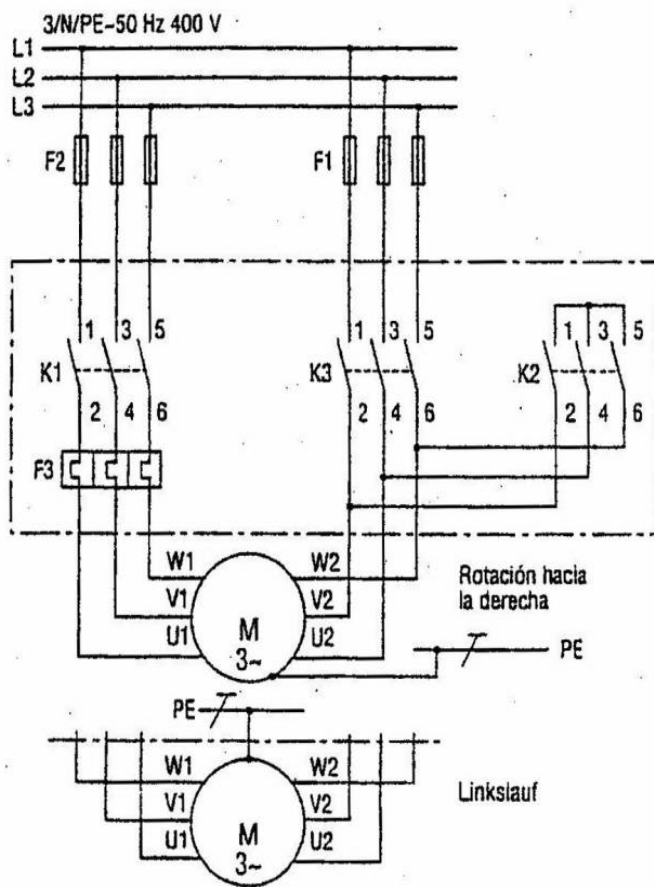 3/N/PE~50 Hz 400 V
L1
L2
L3
F2 F1
1 3 5 1 3 5 1 3 5
K1 K3 K2
2 4 6 2 4 6 2 4 6
F3
W1 W2
V1 V2
U1 U2
M
3~
Rotación hacia
la derecha
PE
PE
W1 W2
V1 V2
U1 U2
M
3~
Linkslauf